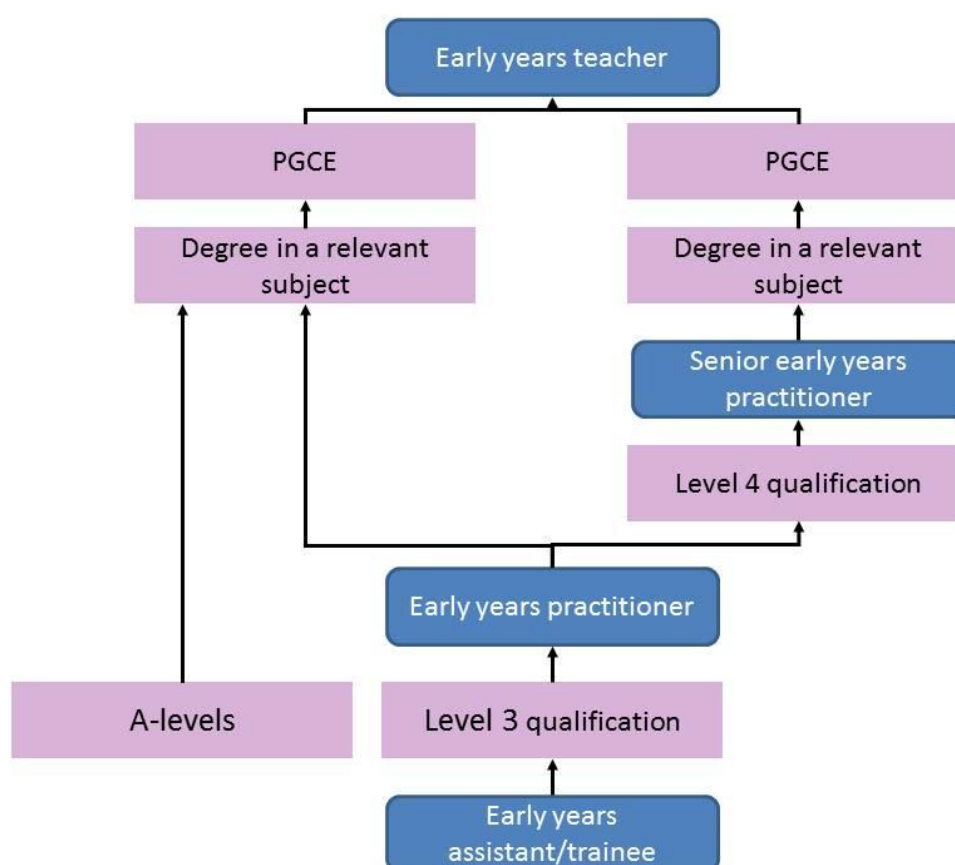 Early years teacher
PGCE
PGCE
Degree in a relevant
subject
Degree in a relevant
subject
Senior early years
practitioner
Level 4 qualification
Early years practitioner
A-levels
Level 3 qualification
Early years
assistant/trainee